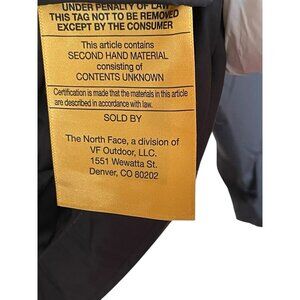 UNDER PENALTY OF LAW
THIS TAG NOT TO BE REMOVED
EXCEPT BY THE CONSUMER
This article contains
SECOND HAND MATERIAL
consisting of
CONTENTS UNKNOWN
Certification is made that the materials in this article
are described in accordance with law.
SOLD BY
The North Face, a division of
VF Outdoor, LLC.
1551 Wewatta St.
Denver, CO 80202